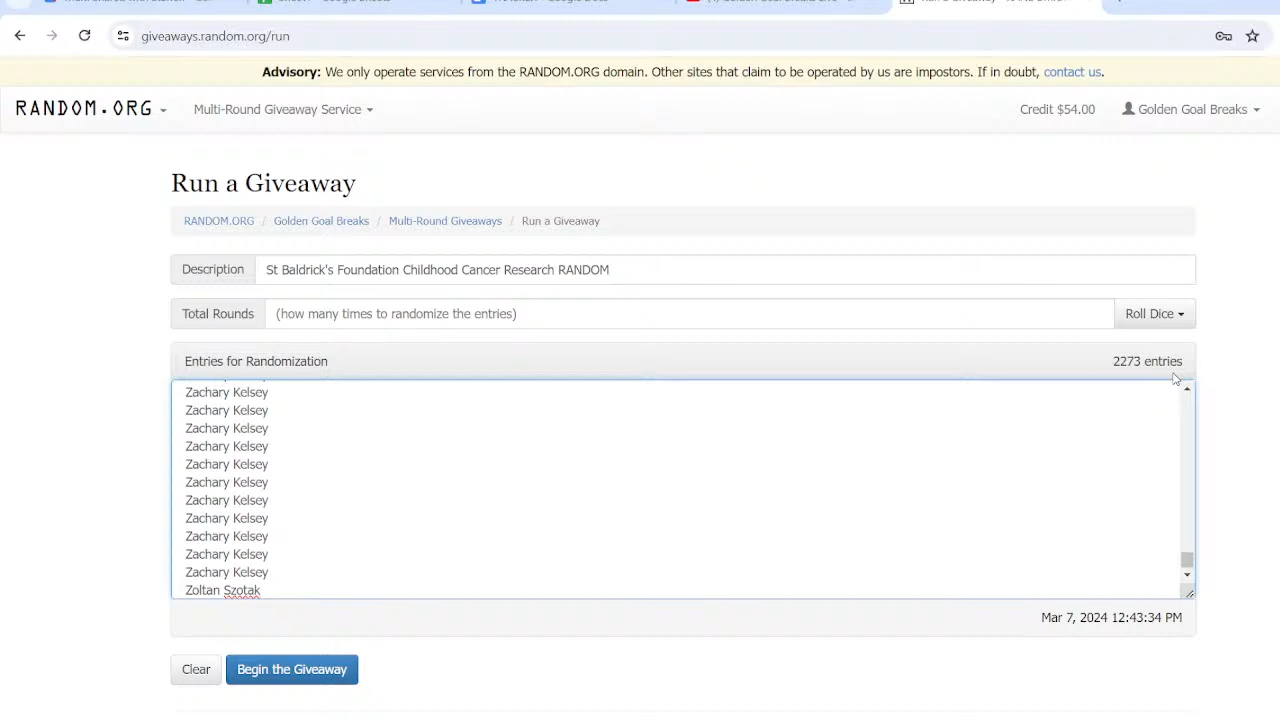 giveaways.random.org/run
Advisory: We only operate services from the RANDOM.ORG domain. Other sites that claim to be operated by us are impostors. If in doubt, contact us.
RANDOM.ORG
Multi-Round Giveaway Service
Credit $54.00
Golden Goal Breaks
Run a Giveaway
RANDOM.ORG / Golden Goal Breaks / Multi-Round Giveaways / Run a Giveaway
Description St Baldrick's Foundation Childhood Cancer Research RANDOM
Total Rounds (how many times to randomize the entries) Roll Dice
Entries for Randomization 2273 entries
Zachary Kelsey
Zachary Kelsey
Zachary Kelsey
Zachary Kelsey
Zachary Kelsey
Zachary Kelsey
Zachary Kelsey
Zachary Kelsey
Zachary Kelsey
Zachary Kelsey
Zachary Kelsey
Zoltan Szotak
Mar 7, 2024 12:43:34 PM
Clear Begin the Giveaway